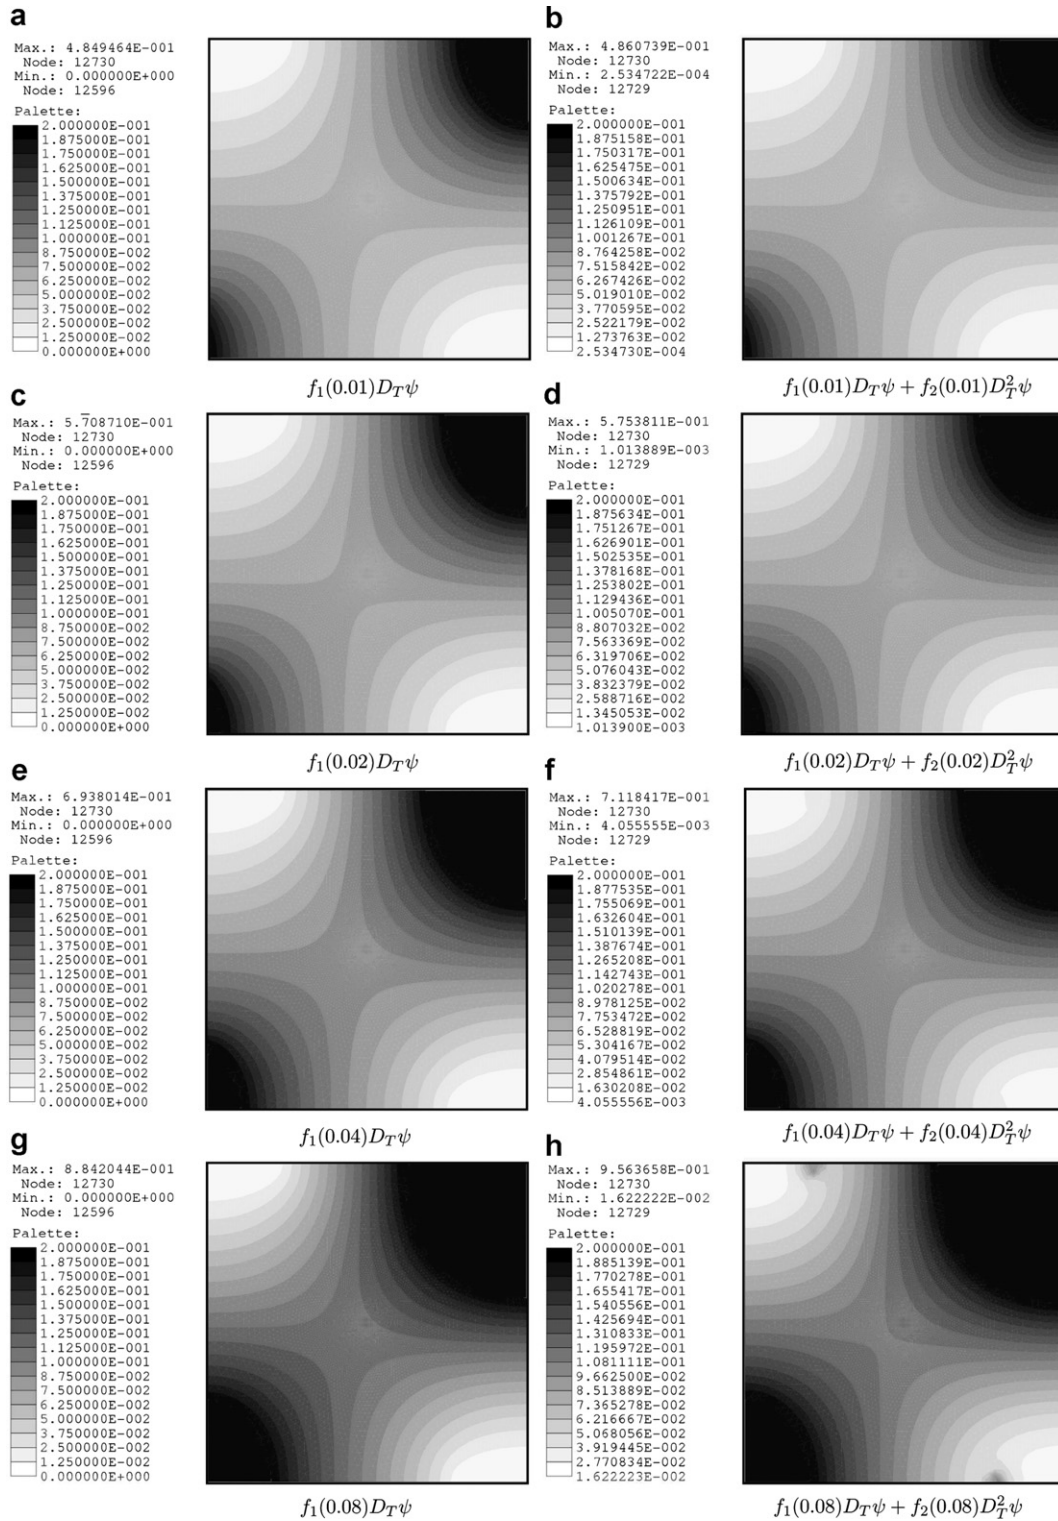 a
Max.: 4.849464E-001
Node: 12730
Min.: 0.000000E+000
Node: 12596
Palette:
2.000000E-001
1.875000E-001
1.750000E-001
1.625000E-001
1.500000E-001
1.375000E-001
1.250000E-001
1.125000E-001
1.000000E-001
8.750000E-002
7.500000E-002
6.250000E-002
5.000000E-002
3.750000E-002
2.500000E-002
1.250000E-002
0.000000E+000
f₁(0.01)D_Tψ
b
Max.: 4.860739E-001
Node: 12730
Min.: 2.534722E-004
Node: 12729
Palette:
2.000000E-001
1.875158E-001
1.750317E-001
1.625475E-001
1.500634E-001
1.375792E-001
1.250951E-001
1.126109E-001
1.001267E-001
8.764258E-002
7.515842E-002
6.267426E-002
5.019010E-002
3.770595E-002
2.522179E-002
1.273763E-002
2.534730E-004
f₁(0.01)D_Tψ + f₂(0.01)D²_Tψ
c
Max.: 5.708710E-001
Node: 12730
Min.: 0.000000E+000
Node: 12596
Palette:
2.000000E-001
1.875000E-001
1.750000E-001
1.625000E-001
1.500000E-001
1.375000E-001
1.250000E-001
1.125000E-001
1.000000E-001
8.750000E-002
7.500000E-002
6.250000E-002
5.000000E-002
3.750000E-002
2.500000E-002
1.250000E-002
0.000000E+000
f₁(0.02)D_Tψ
d
Max.: 5.753811E-001
Node: 12730
Min.: 1.013889E-003
Node: 12729
Palette:
2.000000E-001
1.875634E-001
1.751267E-001
1.626901E-001
1.502535E-001
1.378168E-001
1.253802E-001
1.129436E-001
1.005070E-001
8.807032E-002
7.563369E-002
6.319706E-002
5.076043E-002
3.832379E-002
2.588716E-002
1.345053E-002
1.013900E-003
f₁(0.02)D_Tψ + f₂(0.02)D²_Tψ
e
Max.: 6.938014E-001
Node: 12730
Min.: 0.000000E+000
Node: 12596
Palette:
2.000000E-001
1.875000E-001
1.750000E-001
1.625000E-001
1.500000E-001
1.375000E-001
1.250000E-001
1.125000E-001
1.000000E-001
8.750000E-002
7.500000E-002
6.250000E-002
5.000000E-002
3.750000E-002
2.500000E-002
1.250000E-002
0.000000E+000
f₁(0.04)D_Tψ
f
Max.: 7.118417E-001
Node: 12730
Min.: 4.055555E-003
Node: 12729
Palette:
2.000000E-001
1.877535E-001
1.755069E-001
1.632604E-001
1.510139E-001
1.387674E-001
1.265208E-001
1.142743E-001
1.020278E-001
8.978125E-002
7.753472E-002
6.528819E-002
5.304167E-002
4.079514E-002
2.854861E-002
1.630208E-002
4.055556E-003
f₁(0.04)D_Tψ + f₂(0.04)D²_Tψ
g
Max.: 8.842044E-001
Node: 12730
Min.: 0.000000E+000
Node: 12596
Palette:
2.000000E-001
1.875000E-001
1.750000E-001
1.625000E-001
1.500000E-001
1.375000E-001
1.250000E-001
1.125000E-001
1.000000E-001
8.750000E-002
7.500000E-002
6.250000E-002
5.000000E-002
3.750000E-002
2.500000E-002
1.250000E-002
0.000000E+000
f₁(0.08)D_Tψ
h
Max.: 9.563658E-001
Node: 12730
Min.: 1.622222E-002
Node: 12729
Palette:
2.000000E-001
1.885139E-001
1.770278E-001
1.655417E-001
1.540556E-001
1.425694E-001
1.310833E-001
1.195972E-001
1.081111E-001
9.662500E-002
8.513889E-002
7.365278E-002
6.216667E-002
5.068056E-002
3.919445E-002
2.770834E-002
1.622223E-002
f₁(0.08)D_Tψ + f₂(0.08)D²_Tψ